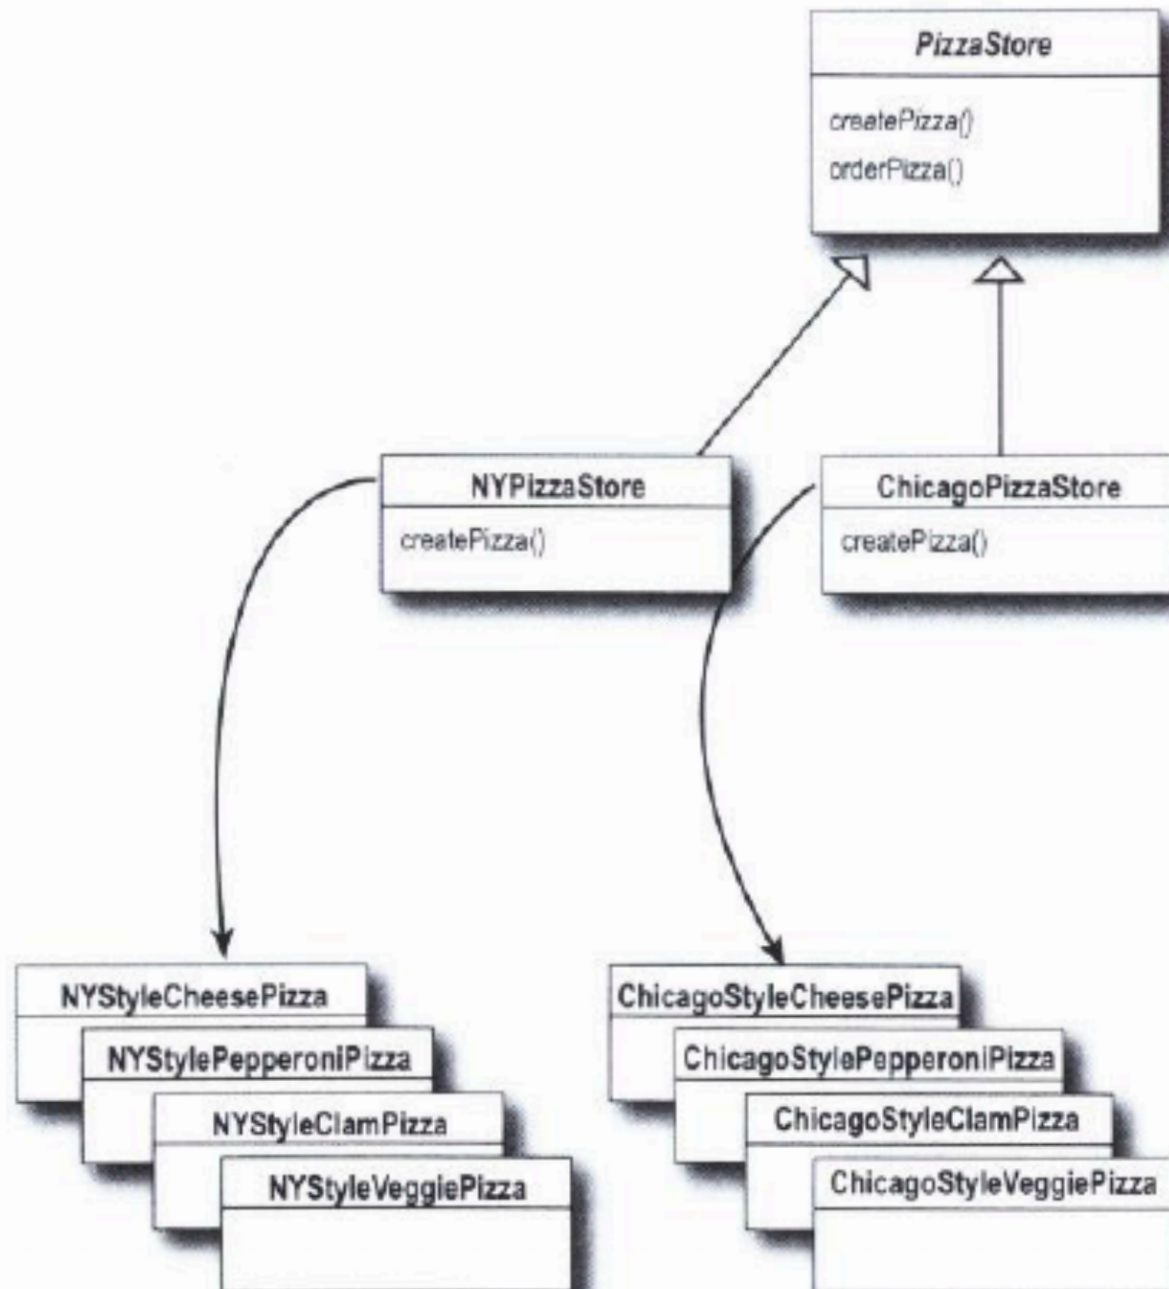 PizzaStore
createPizza()
orderPizza()
NYPizzaStore
createPizza()
ChicagoPizzaStore
createPizza()
NYStyleCheesePizza
NYStylePepperoniPizza
NYStyleClamPizza
NYStyleVeggiePizza
ChicagoStyleCheesePizza
ChicagoStylePepperoniPizza
ChicagoStyleClamPizza
ChicagoStyleVeggiePizza